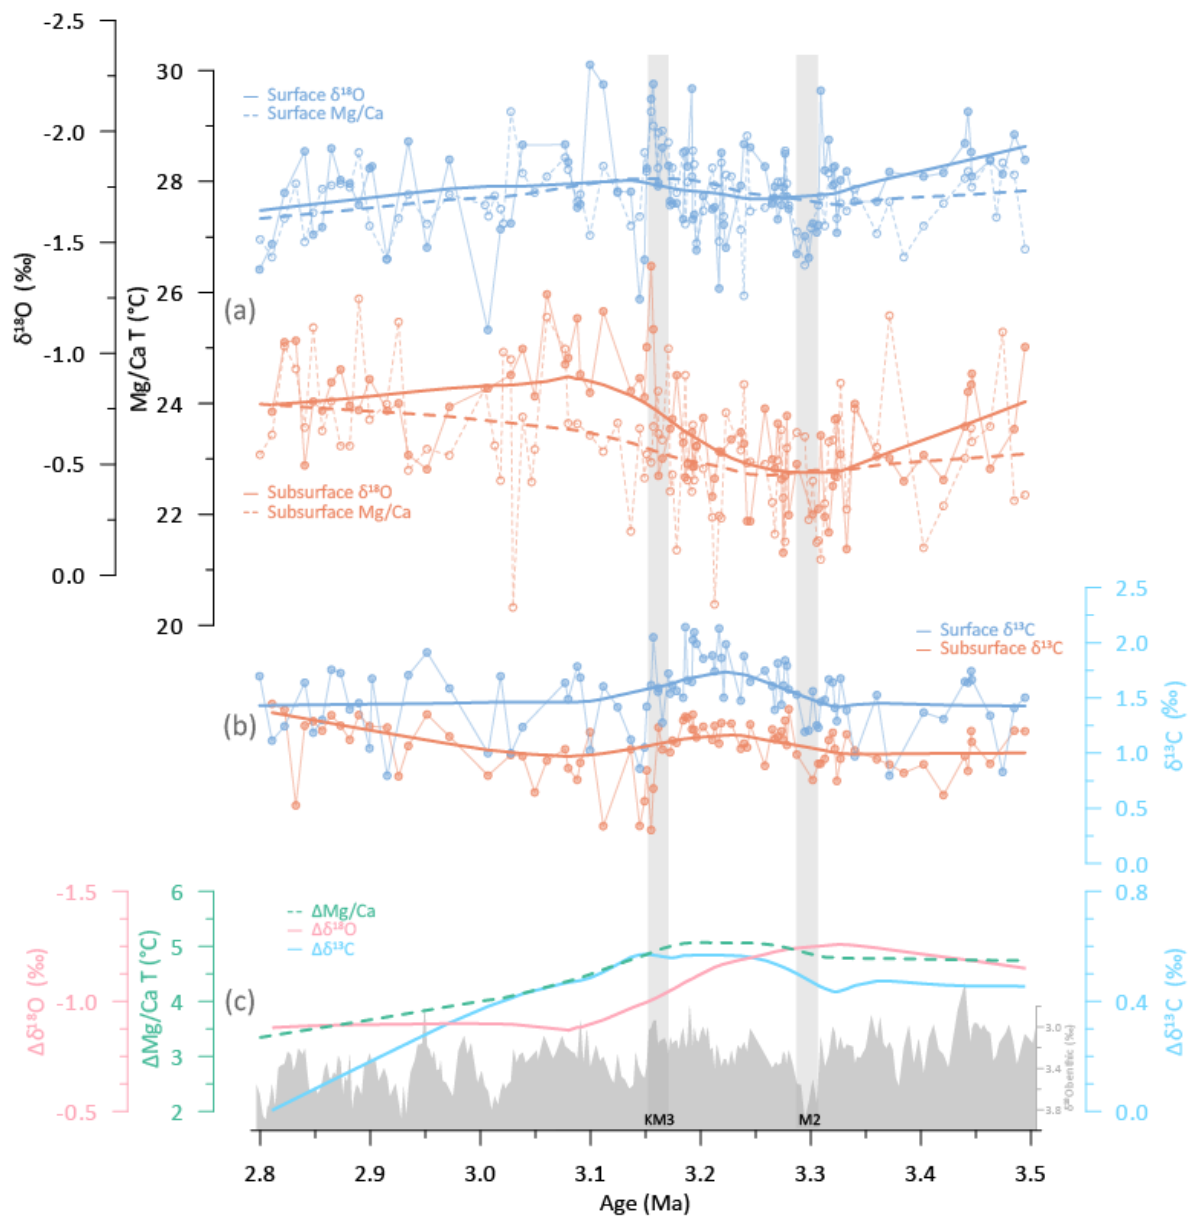 -2.5
-2.0
-1.5
-1.0
-0.5
0.0
δ¹⁸O (‰)
30
28
26
24
22
20
Mg/Ca T (°C)
Surface δ¹⁸O
Surface Mg/Ca
(a)
Subsurface δ¹⁸O
Subsurface Mg/Ca
2.5
2.0
1.5
1.0
0.5
0.0
δ¹³C (‰)
Surface δ¹³C
Subsurface δ¹³C
(b)
-1.5
-1.0
-0.5
Δδ¹⁸O (‰)
6
5
4
3
2
ΔMg/Ca T (°C)
ΔMg/Ca
Δδ¹⁸O
Δδ¹³C
(c)
0.8
0.4
0.0
Δδ¹³C (‰)
3.0
3.4
3.8
δ¹⁸Obenthic (‰)
KM3
M2
2.8 2.9 3.0 3.1 3.2 3.3 3.4 3.5
Age (Ma)